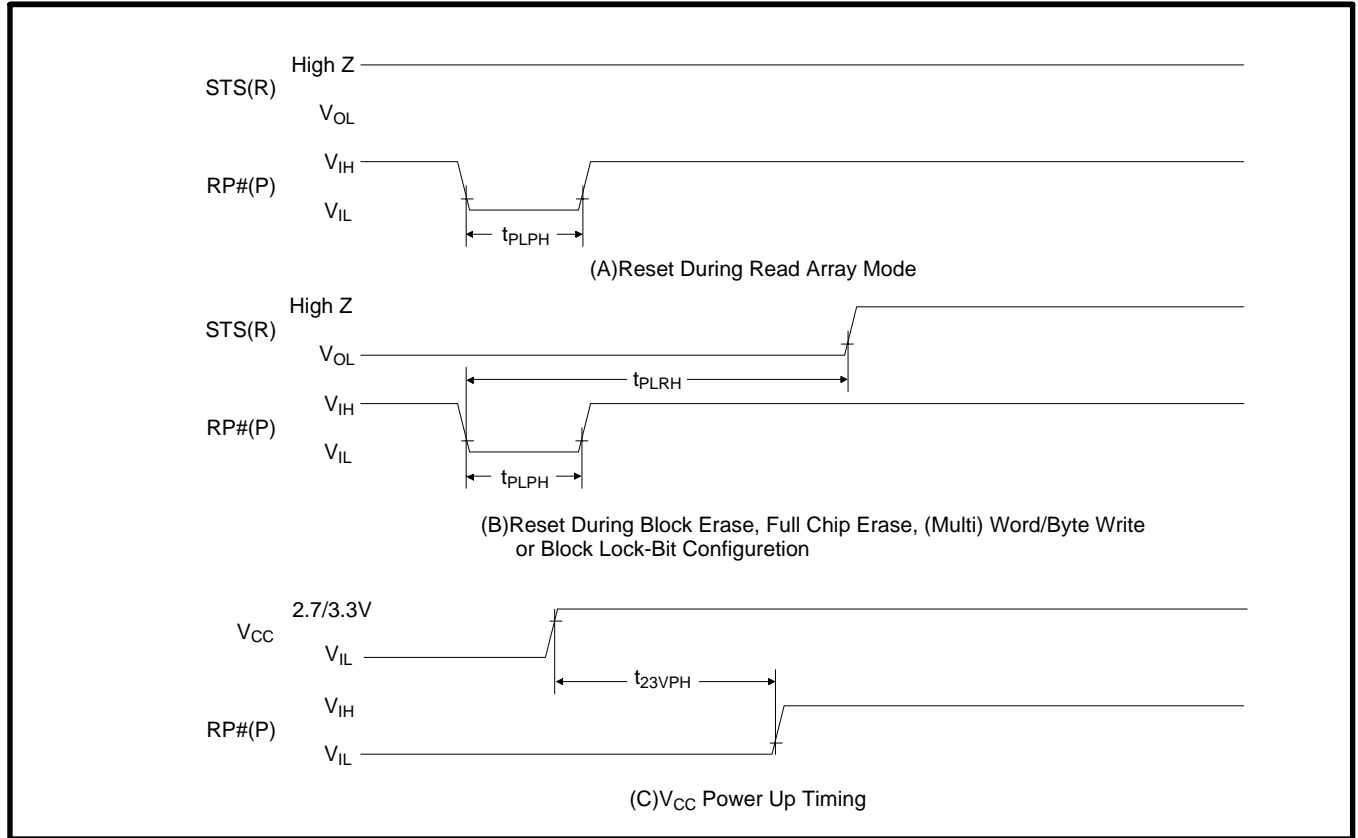 High Z
STS(R)
VOL
VIH
RP#(P)
VIL
tPLPH
(A)Reset During Read Array Mode
High Z
STS(R)
VOL
tPLRH
VIH
RP#(P)
VIL
tPLPH
(B)Reset During Block Erase, Full Chip Erase, (Multi) Word/Byte Write
or Block Lock-Bit Configuretion
2.7/3.3V
VCC
VIL
t23VPH
VIH
RP#(P)
VIL
(C)VCC Power Up Timing